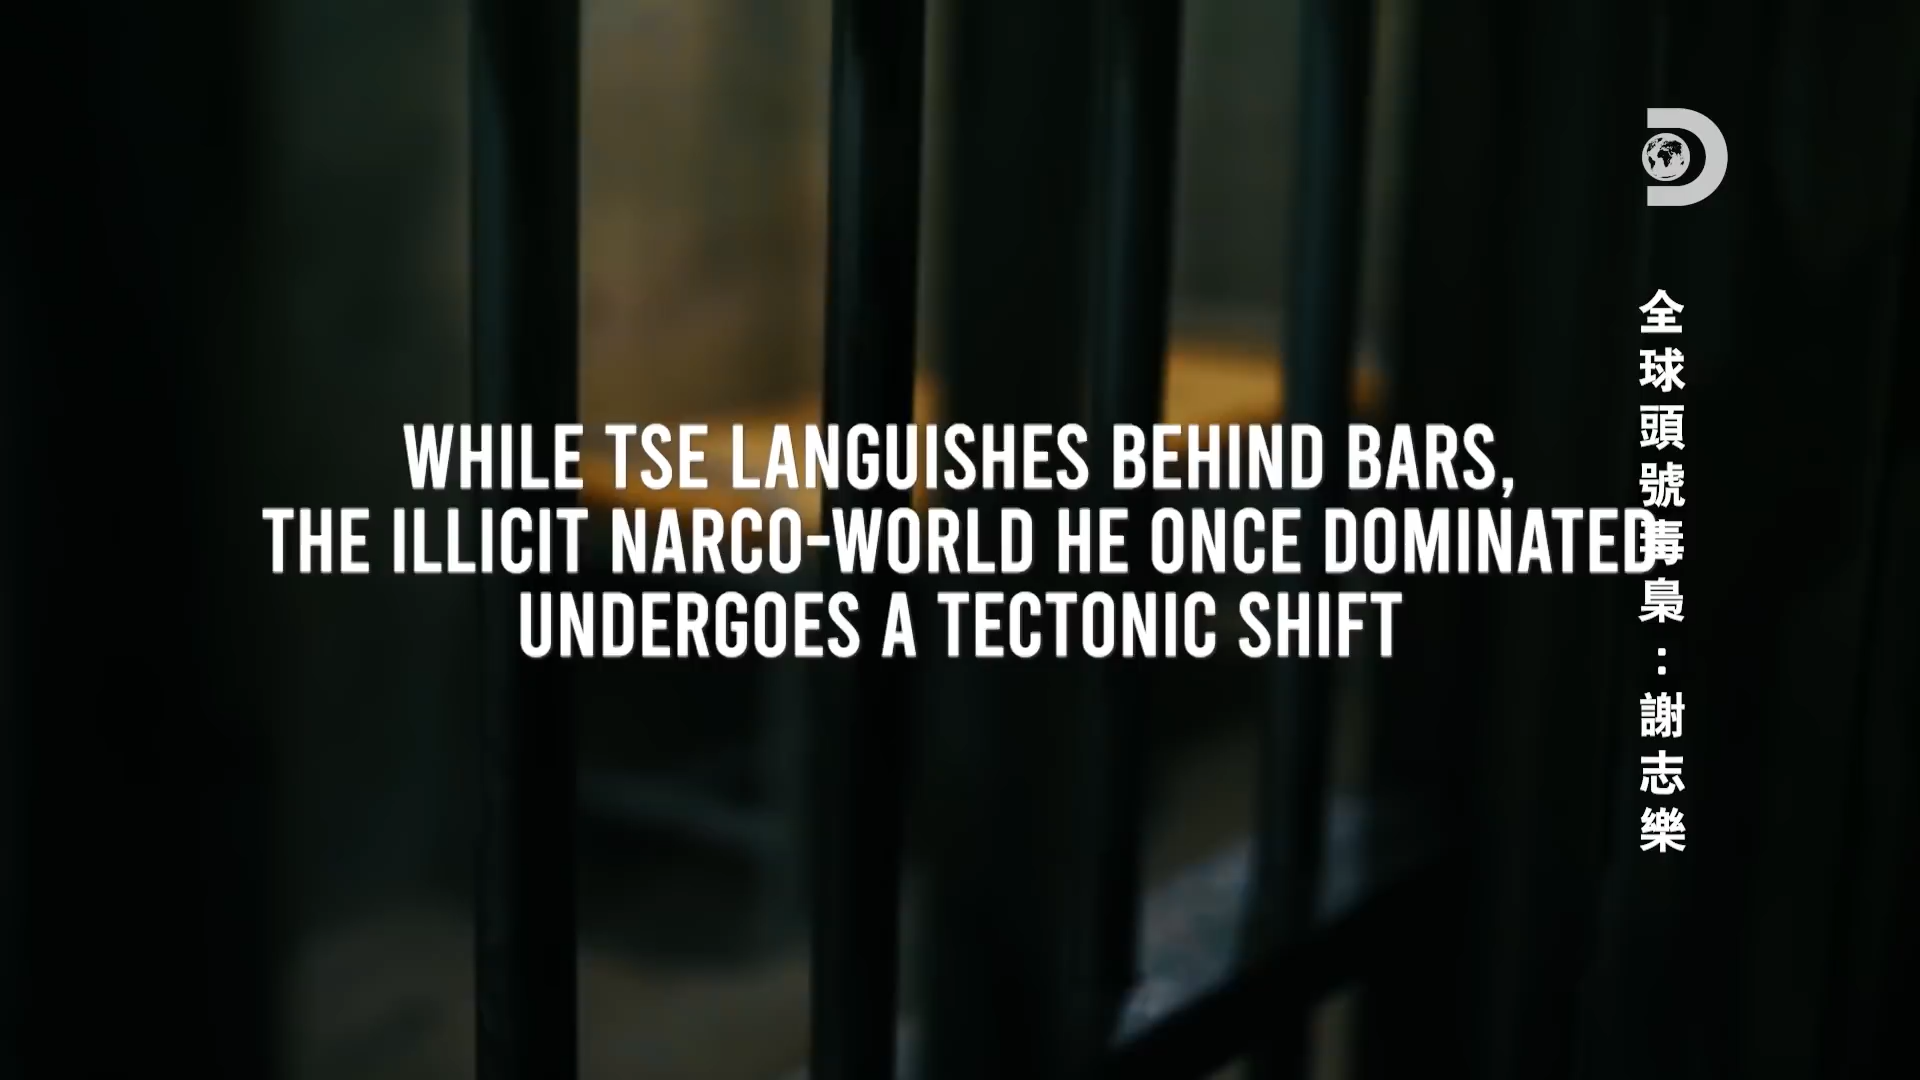 WHILE TSE LANGUISHES BEHIND BARS,
THE ILLICIT NARCO-WORLD HE ONCE DOMINATED
UNDERGOES A TECTONIC SHIFT
全球頭號毒梟：謝志樂